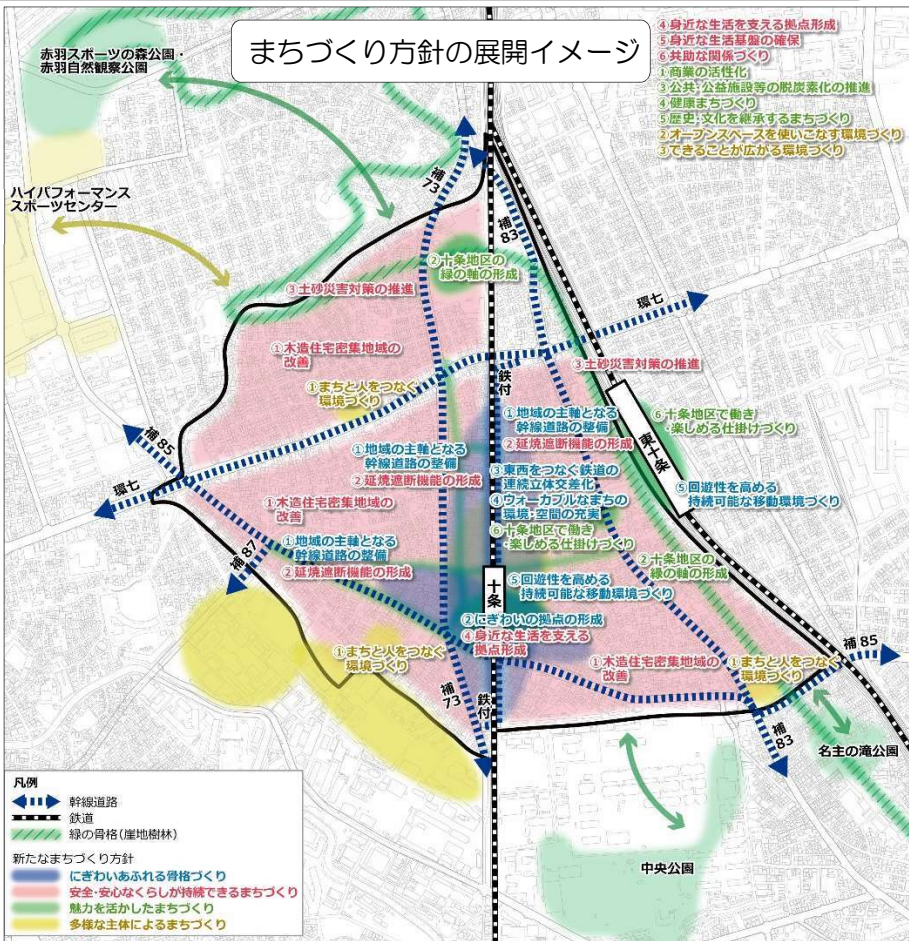 まちづくり方針の展開イメージ
④身近な生活を支える拠点形成
⑤身近な生活基盤の確保
⑥共助な関係づくり
①商業の活性化
③公共・公益施設等の脱炭素化の推進
④健康まちづくり
⑤歴史・文化を継承するまちづくり
②オープンスペースを使いこなす環境づくり
③できることが広がる環境づくり
赤羽スポーツの森公園・
赤羽自然観察公園
ハイパフォーマンス
スポーツセンター
補73
補83
②十条地区の
緑の軸の形成
③土砂災害対策の推進
環七
①木造住宅密集地域の
改善
③土砂災害対策の推進
鉄付
①まちと人をつなぐ
環境づくり
①地域の主軸となる
幹線道路の整備
②延焼遮断機能の形成
⑥十条地区で働き
・楽しめる仕掛けづくり
東十条
補85
①地域の主軸となる
幹線道路の整備
②延焼遮断機能の形成
③東西をつなぐ鉄道の
連続立体交差化
④ウォーカブルなまちの
環境・空間の充実
⑤回遊性を高める
持続可能な移動環境づくり
環七
①木造住宅密集地域の
改善
⑥十条地区で働き
・楽しめる仕掛けづくり
①地域の主軸となる
幹線道路の整備
②延焼遮断機能の形成
補87
②十条地区の
緑の軸の形成
十条
⑤回遊性を高める
持続可能な移動環境づくり
②にぎわいの拠点の形成
④身近な生活を支える
拠点形成
①まちと人をつなぐ
環境づくり
①木造住宅密集地域の
改善
①まちと人をつなぐ
環境づくり
補85
補73
鉄付
補83
名主の滝公園
中央公園
凡例
幹線道路
鉄道
緑の骨格(崖地樹林)
新たなまちづくり方針
にぎわいあふれる骨格づくり
安全・安心なくらしが持続できるまちづくり
魅力を活かしたまちづくり
多様な主体によるまちづくり